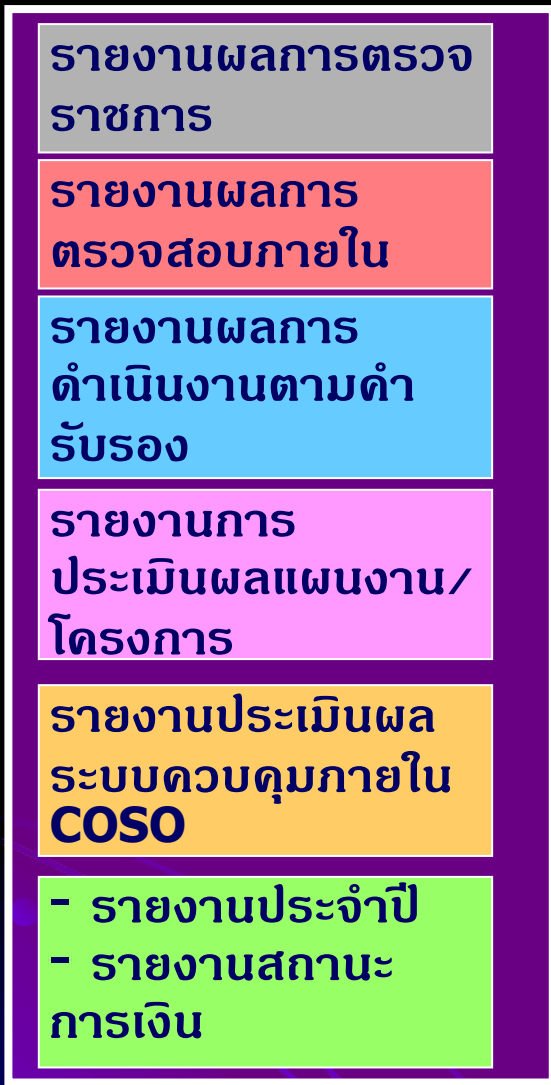 รายงานผลการตรวจ
ราชการ
รายงานผลการ
ตรวจสอบภายใน
รายงานผลการ
ดำเนินงานตามคำ
รับรอง
รายงานการ
ประเมินผลแผนงาน/
โครงการ
รายงานประเมินผล
ระบบควบคุมภายใน
COSO
- รายงานประจำปี
- รายงานสถานะ
การเงิน